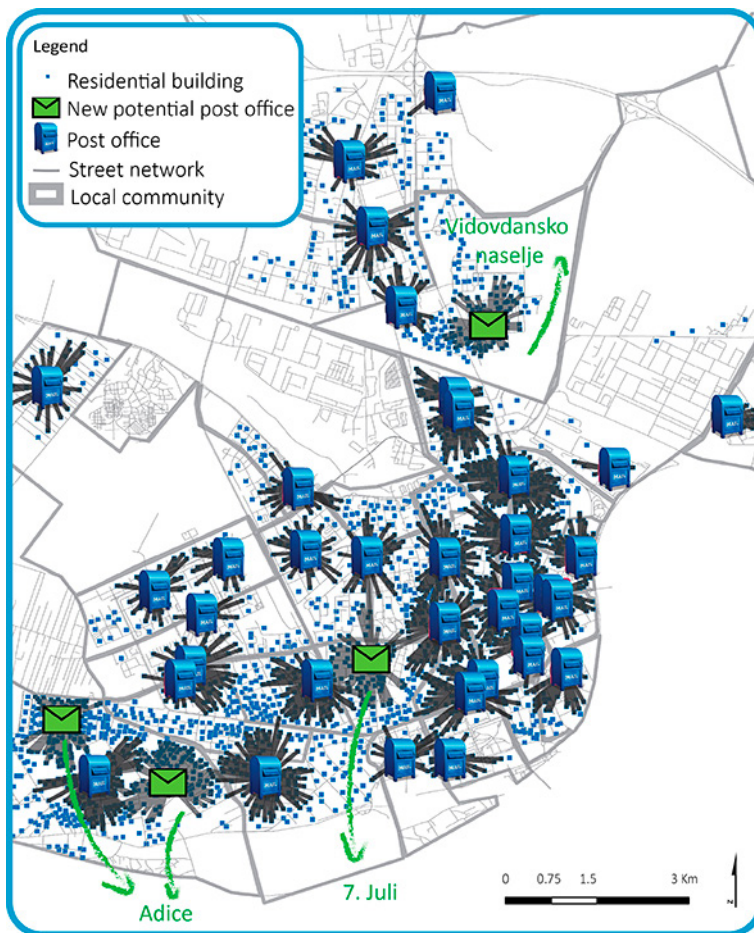 Legend
Residential building
New potential post office
Post office
Street network
Local community
Vidovdansko
naselje
7. Juli
Adice
0 0.75 1.5 3 Km
N